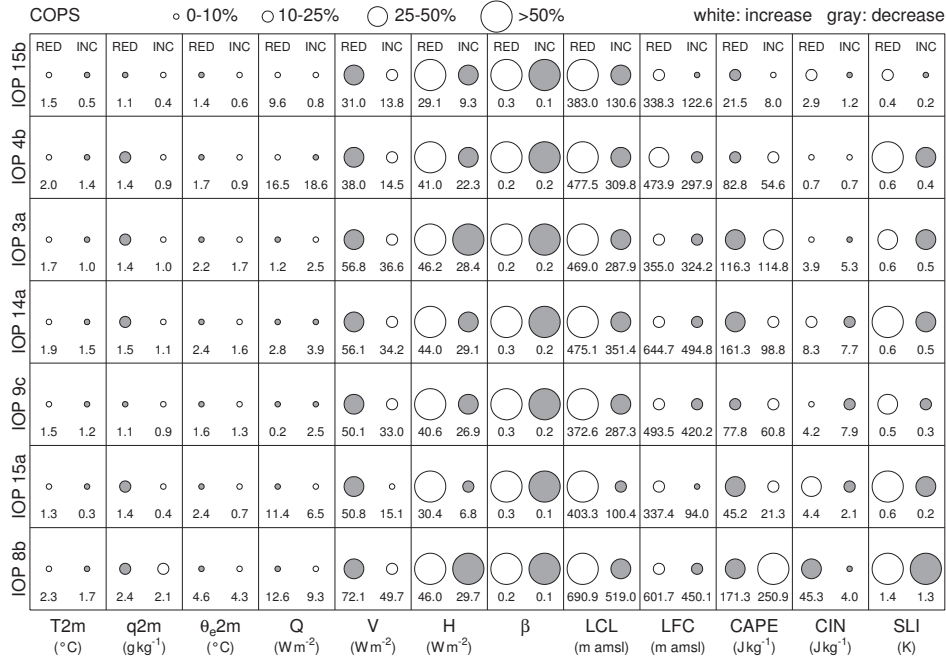 COPS 0-10% 10-25% 25-50% >50% white: increase gray: decrease
RED INC RED INC RED INC RED INC RED INC RED INC RED INC RED INC RED INC RED INC RED INC RED INC
IOP 15b
1.5 0.5 1.1 0.4 1.4 0.6 9.6 0.8 31.0 13.8 29.1 9.3 0.3 0.1 383.0 130.6 338.3 122.6 21.5 8.0 2.9 1.2 0.4 0.2
IOP 4b
2.0 1.4 1.4 0.9 1.7 0.9 16.5 18.6 38.0 14.5 41.0 22.3 0.2 0.2 477.5 309.8 473.9 297.9 82.8 54.6 0.7 0.7 0.6 0.4
IOP 3a
1.7 1.0 1.4 1.0 2.2 1.7 1.2 2.5 56.8 36.6 46.2 28.4 0.2 0.2 469.0 287.9 355.0 324.2 116.3 114.8 3.9 5.3 0.6 0.5
IOP 14a
1.9 1.5 1.5 1.1 2.4 1.6 2.8 3.9 56.1 34.2 44.0 29.1 0.3 0.2 475.1 351.4 644.7 494.8 161.3 98.8 8.3 7.7 0.6 0.5
IOP 9c
1.5 1.2 1.1 0.9 1.6 1.3 0.2 2.5 50.1 33.0 40.6 26.9 0.3 0.2 372.6 287.3 493.5 420.2 77.8 60.8 4.2 7.9 0.5 0.3
IOP 15a
1.3 0.3 1.4 0.4 2.4 0.7 11.4 6.5 50.8 15.1 30.4 6.8 0.3 0.1 403.3 100.4 337.4 94.0 45.2 21.3 4.4 2.1 0.6 0.2
IOP 8b
2.3 1.7 2.4 2.1 4.6 4.3 12.6 9.3 72.1 49.7 46.0 29.7 0.2 0.1 690.9 519.0 601.7 450.1 171.3 250.9 45.3 4.0 1.4 1.3
T2m q2m θₑ2m Q V H β LCL LFC CAPE CIN SLI
(°C) (g kg⁻¹) (°C) (W m⁻²) (W m⁻²) (W m⁻²) (m amsl) (m amsl) (J kg⁻¹) (J kg⁻¹) (K)